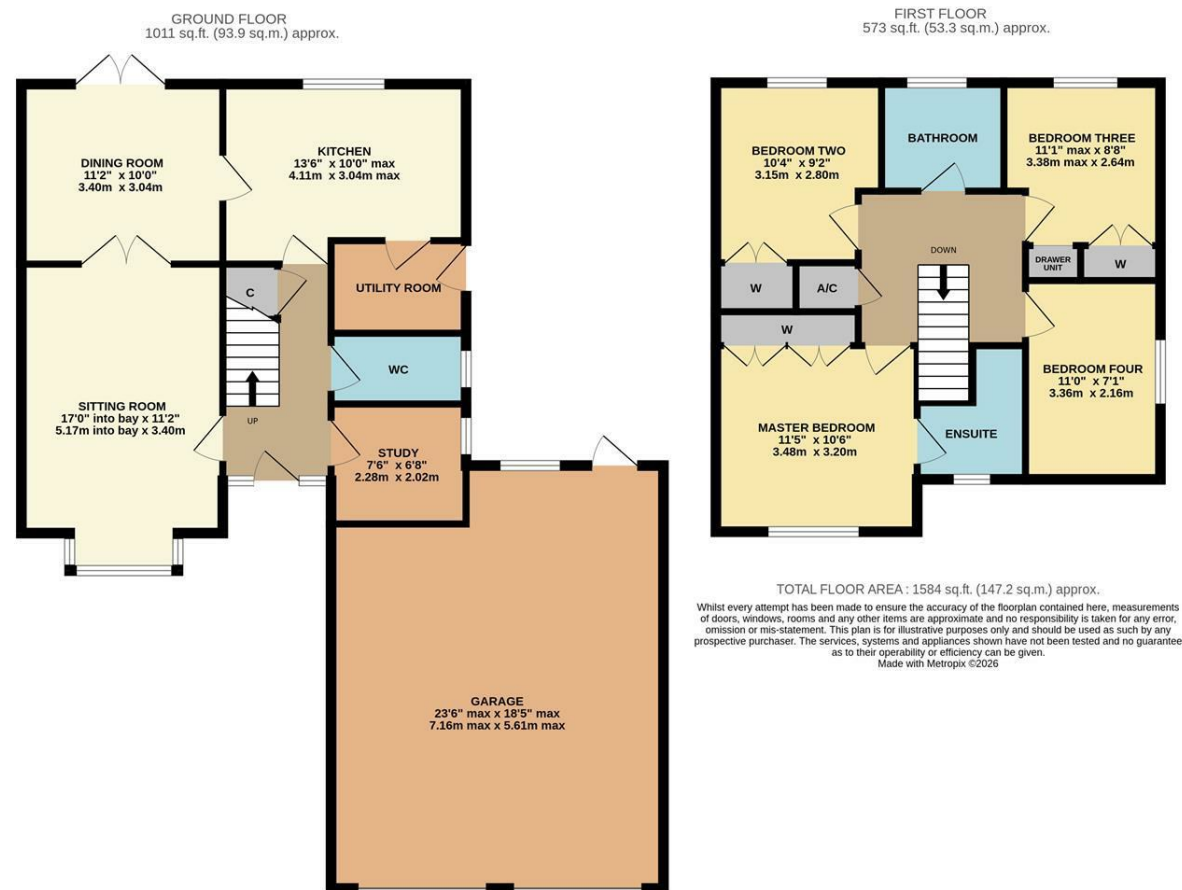 GROUND FLOOR
1011 sq.ft. (93.9 sq.m.) approx.
DINING ROOM
11'2" x 10'0"
3.40m x 3.04m
KITCHEN
13'6" x 10'0" max
4.11m x 3.04m max
C
UTILITY ROOM
WC
UP
SITTING ROOM
17'0" into bay x 11'2"
5.17m into bay x 3.40m
STUDY
7'6" x 6'8"
2.28m x 2.02m
GARAGE
23'6" max x 18'5" max
7.16m max x 5.61m max
FIRST FLOOR
573 sq.ft. (53.3 sq.m.) approx.
BEDROOM TWO
10'4" x 9'2"
3.15m x 2.80m
BATHROOM
BEDROOM THREE
11'1" max x 8'8"
3.38m max x 2.64m
DOWN
DRAWER
UNIT
W
W
A/C
W
MASTER BEDROOM
11'5" x 10'6"
3.48m x 3.20m
ENSUITE
BEDROOM FOUR
11'0" x 7'1"
3.36m x 2.16m
TOTAL FLOOR AREA : 1584 sq.ft. (147.2 sq.m.) approx.
Whilst every attempt has been made to ensure the accuracy of the floorplan contained here, measurements
of doors, windows, rooms and any other items are approximate and no responsibility is taken for any error,
omission or mis-statement. This plan is for illustrative purposes only and should be used as such by any
prospective purchaser. The services, systems and appliances shown have not been tested and no guarantee
as to their operability or efficiency can be given.
Made with Metropix ©2026